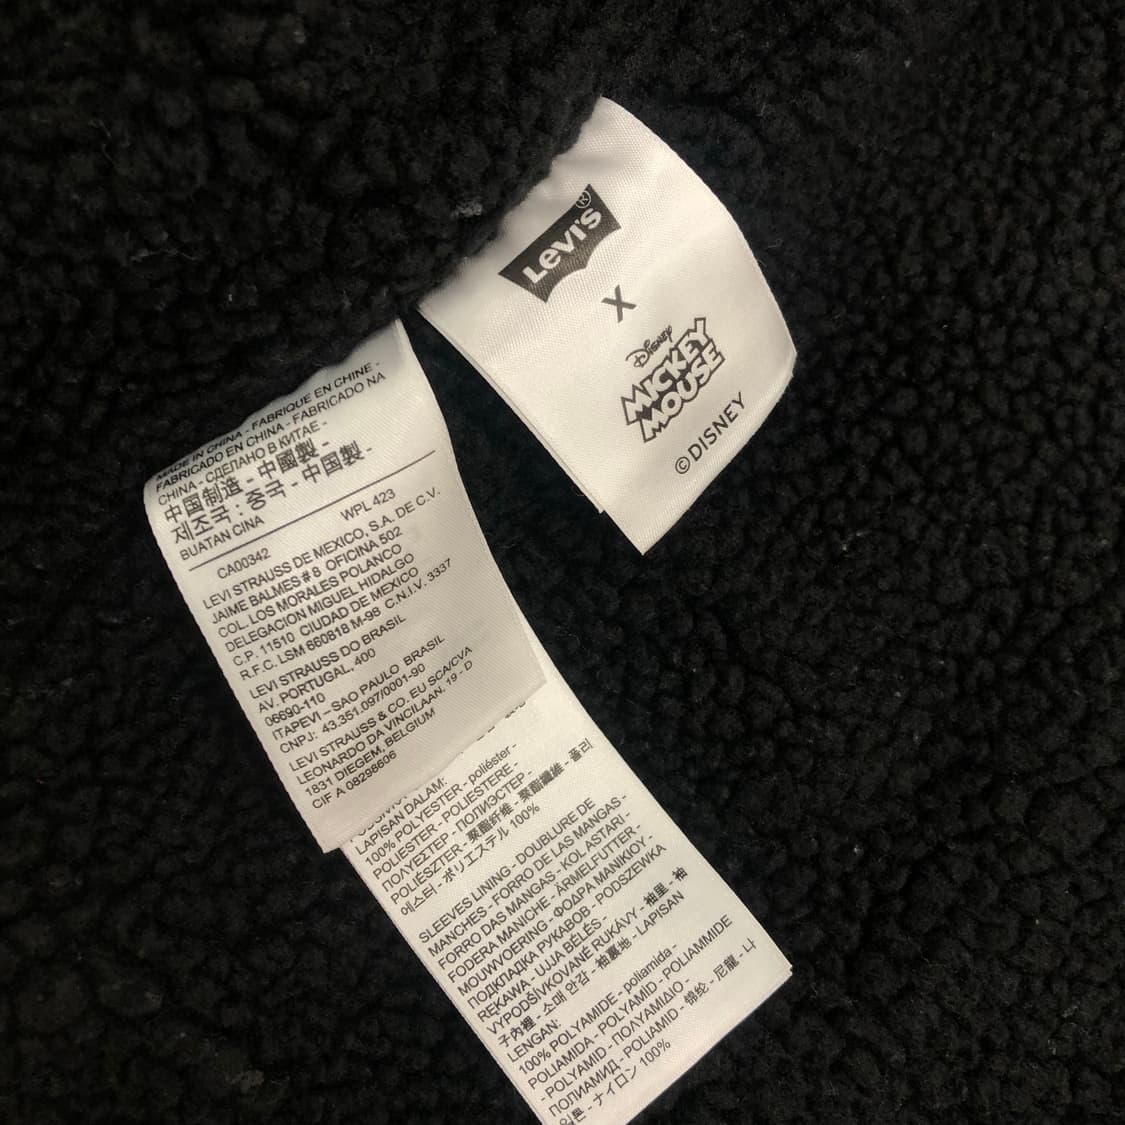 Levi's®
X
Disney
MICKEY
MOUSE
©DISNEY
MADE IN CHINA - FABRIQUE EN CHINE -
FABRICADO EN CHINA - FABRICADO NA
CHINA - СДЕЛАНО В КИТАЕ -
中国制造 - 中國製 -
제조국 : 중국 - 中国製 -
BUATAN CINA
WPL 423
CA00342
LEVI STRAUSS DE MEXICO, S.A. DE C.V.
JAIME BALMES # 8 OFICINA 502
COL. LOS MORALES POLANCO
DELEGACION MIGUEL HIDALGO
C.P. 11510 CIUDAD DE MEXICO
R.F.C. LSM 660818 M-98 C.N.I.V. 3337
LEVI STRAUSS DO BRASIL
AV. PORTUGAL, 400
06690-110
ITAPEVI – SAO PAULO BRASIL
CNPJ: 43.351.097/0001-90
LEVI STRAUSS & CO. EU SCA/CVA
LEONARDO DA VINCILAAN, 19 - D
1831 DIEGEM, BELGIUM
CIF A 08298606
LAPISAN DALAM:
100% POLYESTER - poliéster -
POLIESTER - POLIESTERE -
ΠΟΛΥΕΣΤΕΡ - ПОЛИЭСТЕР -
POLIÉSZTER - 聚酯纤维 - 聚酯纖維 - 폴리
에스터 - ポリエステル 100%
SLEEVES LINING - DOUBLURE DE
MANCHES - FORRO DE LAS MANGAS -
FORRO DAS MANGAS - KOL ASTARI -
FODERA MANICHE - ÄRMELFUTTER -
MOUWVOERING - ΦΟΔΡΑ ΜΑΝΙΚΙΟΥ -
ПОДКЛАДКА РУКАВОВ - PODSZEWKA
RĘKAWA - UJJA BÉLÉS -
VYPODŠÍVKOVANÉ RUKÁVY - 袖里 - 袖
子內裡 - 소매 안감 - 袖裏地 - LAPISAN
LENGAN:
100% POLYAMIDE - poliamida -
POLIAMIDA - POLYAMID - POLIAMMIDE
- POLYAMID - ΠΟΛΥΑΜΙΔΙΟ -
ПОЛИАМИД - POLIAMID - 锦纶 - 尼龍 - 나
일론 - ナイロン 100%